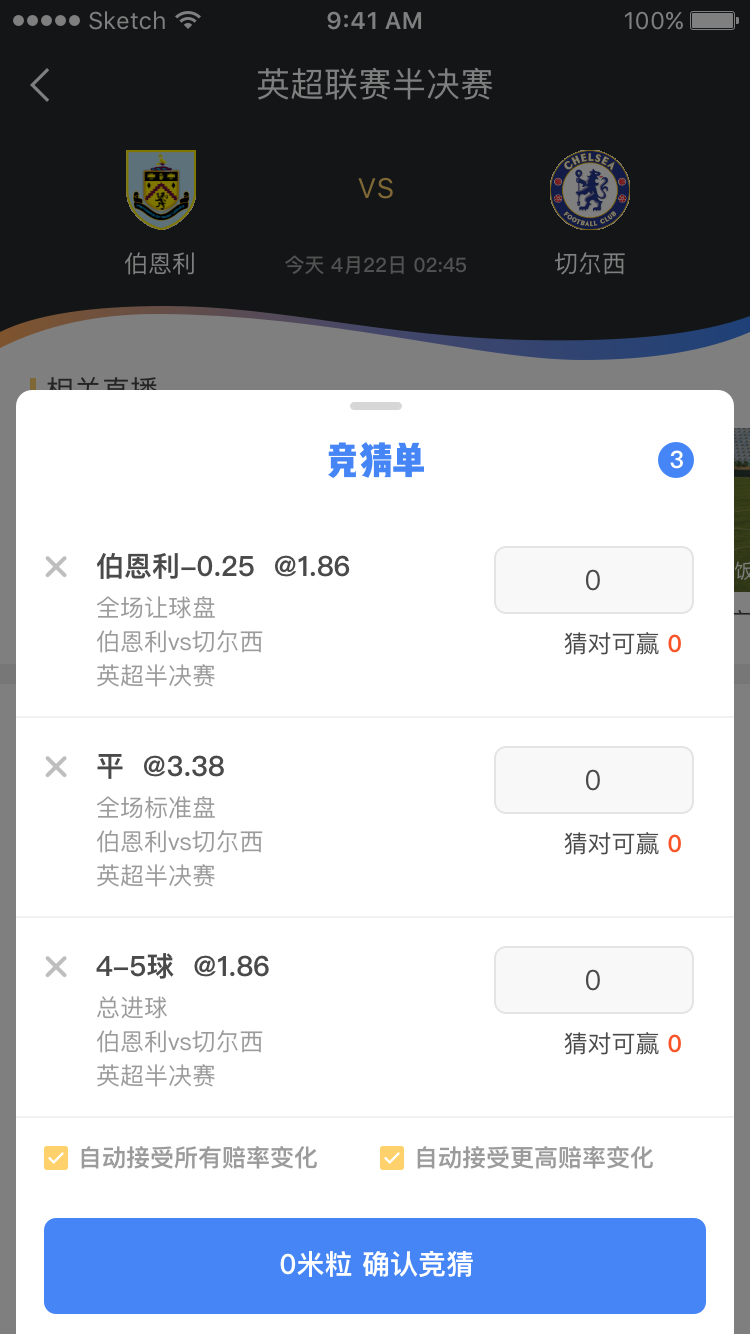 Sketch 9:41 AM 100%
英超联赛半决赛
CHELSEA
FOOTBALL CLUB
VS
伯恩利 今天 4月22日 02:45 切尔西
相关直播
竞猜单 3
伯恩利-0.25 @1.86 0
全场让球盘
伯恩利vs切尔西 猜对可赢 0
英超半决赛
饭
平 @3.38 0
全场标准盘
伯恩利vs切尔西 猜对可赢 0
英超半决赛
4-5球 @1.86 0
总进球
伯恩利vs切尔西 猜对可赢 0
英超半决赛
自动接受所有赔率变化 自动接受更高赔率变化
0米粒 确认竞猜